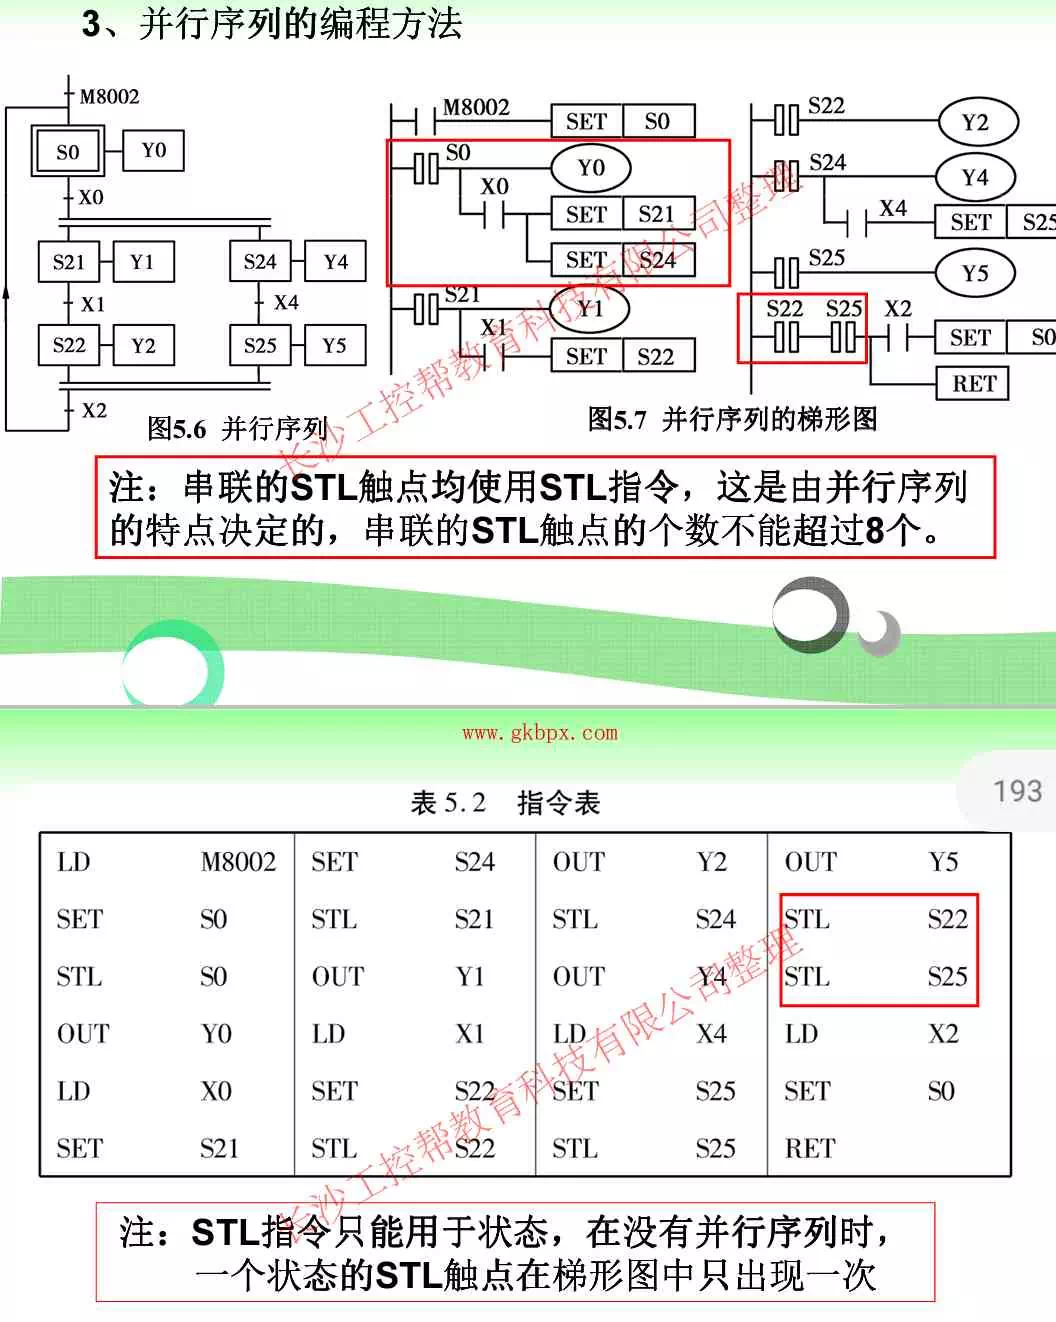 3、并行序列的编程方法
M8002
S0 Y0
X0
S21 Y1 S24 Y4
X1 X4
S22 Y2 S25 Y5
X2
图5.6 并行序列
M8002 SET S0
S0 Y0
X0 SET S21
SET S24
S21 Y1
X1 SET S22
S22 Y2
S24 Y4
X4 SET S25
S25 Y5
S22 S25 X2 SET S0
RET
图5.7 并行序列的梯形图
注：串联的STL触点均使用STL指令，这是由并行序列
的特点决定的，串联的STL触点的个数不能超过8个。
长沙工控帮教育科技有限公司整理
www.gkbpx.com
193
表 5.2 指令表
LD M8002 SET S24 OUT Y2 OUT Y5
SET S0 STL S21 STL S24 STL S22
STL S0 OUT Y1 OUT Y4 STL S25
OUT Y0 LD X1 LD X4 LD X2
LD X0 SET S22 SET S25 SET S0
SET S21 STL S22 STL S25 RET
长沙工控帮教育科技有限公司整理
注：STL指令只能用于状态，在没有并行序列时，
一个状态的STL触点在梯形图中只出现一次